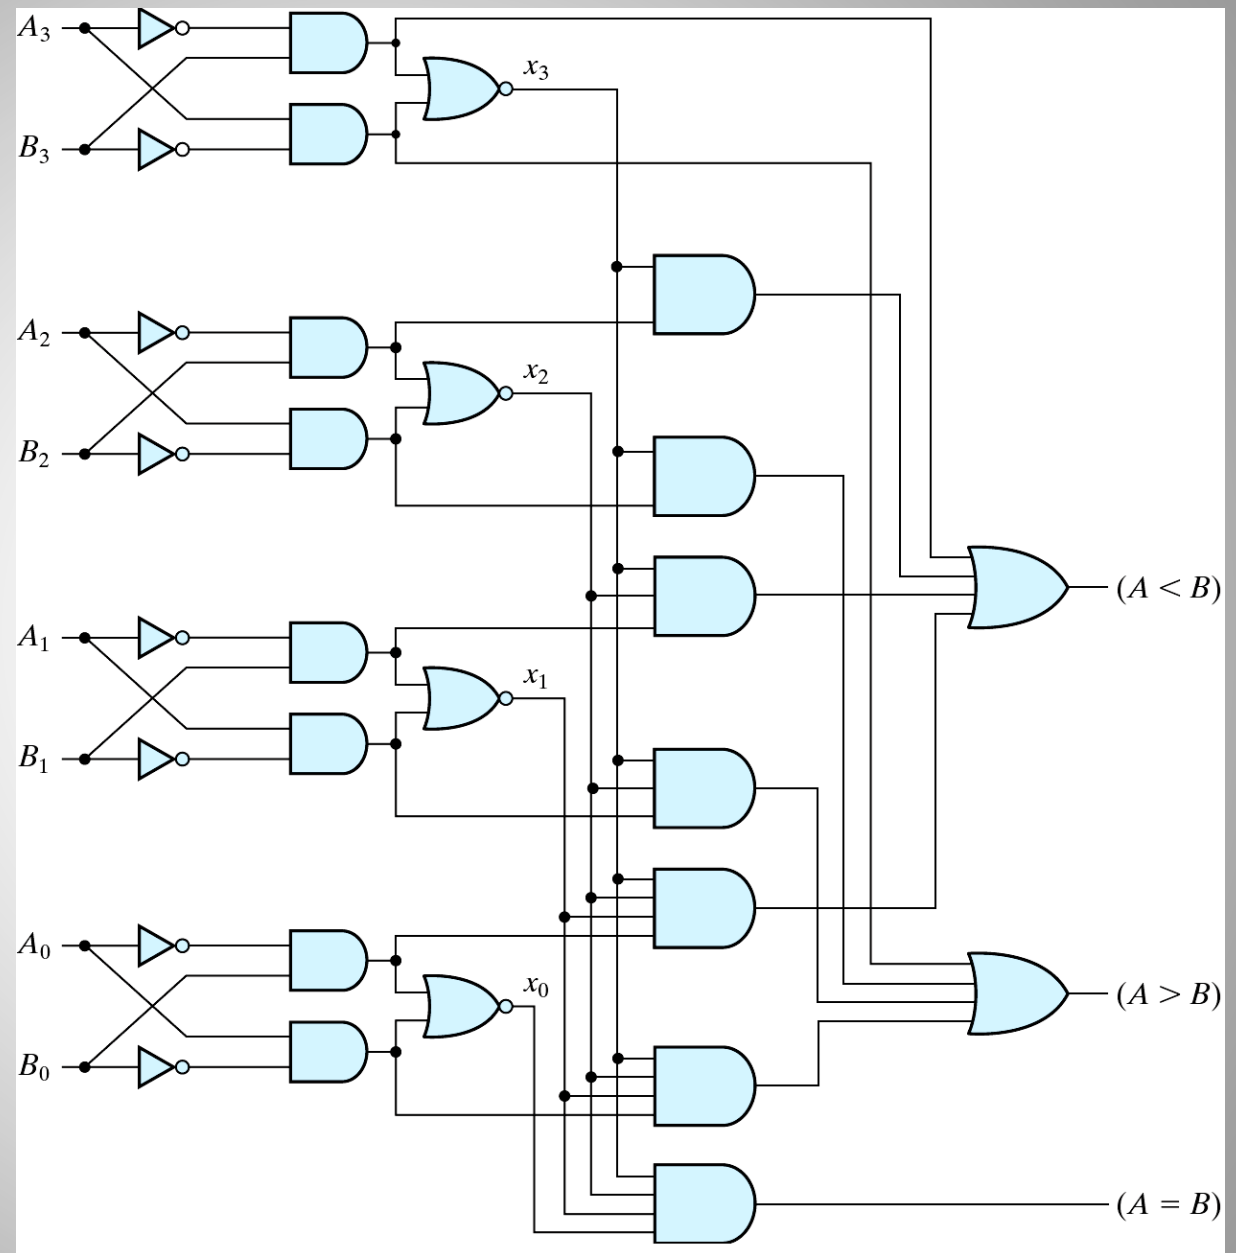 A₃
x₃
B₃
A₂
x₂
B₂
(A < B)
A₁
x₁
B₁
A₀
x₀
(A > B)
B₀
(A = B)